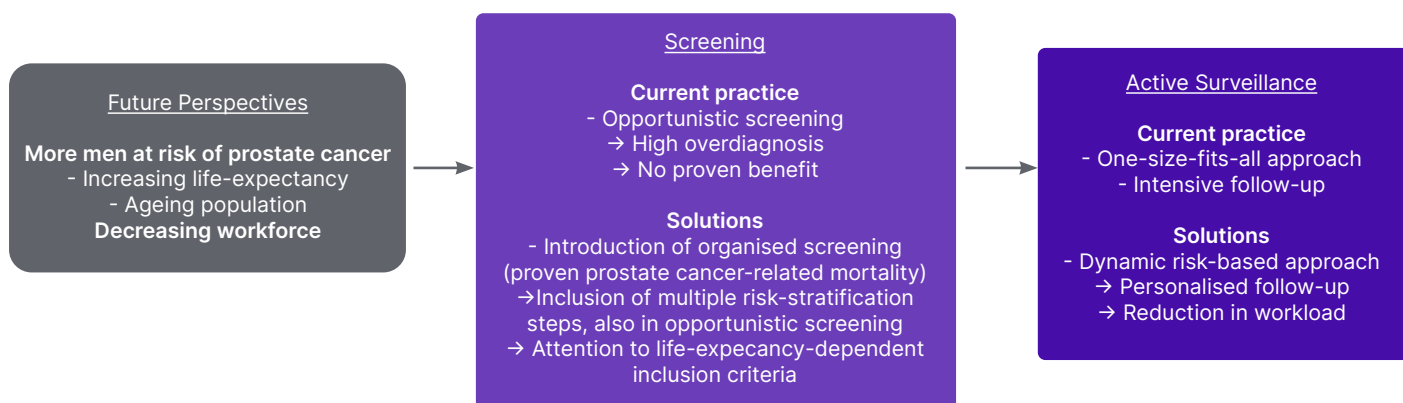 Future Perspectives
More men at risk of prostate cancer
- Increasing life-expectancy
- Ageing population
Decreasing workforce
Screening
Current practice
- Opportunistic screening
→ High overdiagnosis
→ No proven benefit
Solutions
- Introduction of organised screening
(proven prostate cancer-related mortality)
→Inclusion of multiple risk-stratification
steps, also in opportunistic screening
→ Attention to life-expecancy-dependent
inclusion criteria
Active Surveillance
Current practice
- One-size-fits-all approach
- Intensive follow-up
Solutions
- Dynamic risk-based approach
→ Personalised follow-up
→ Reduction in workload